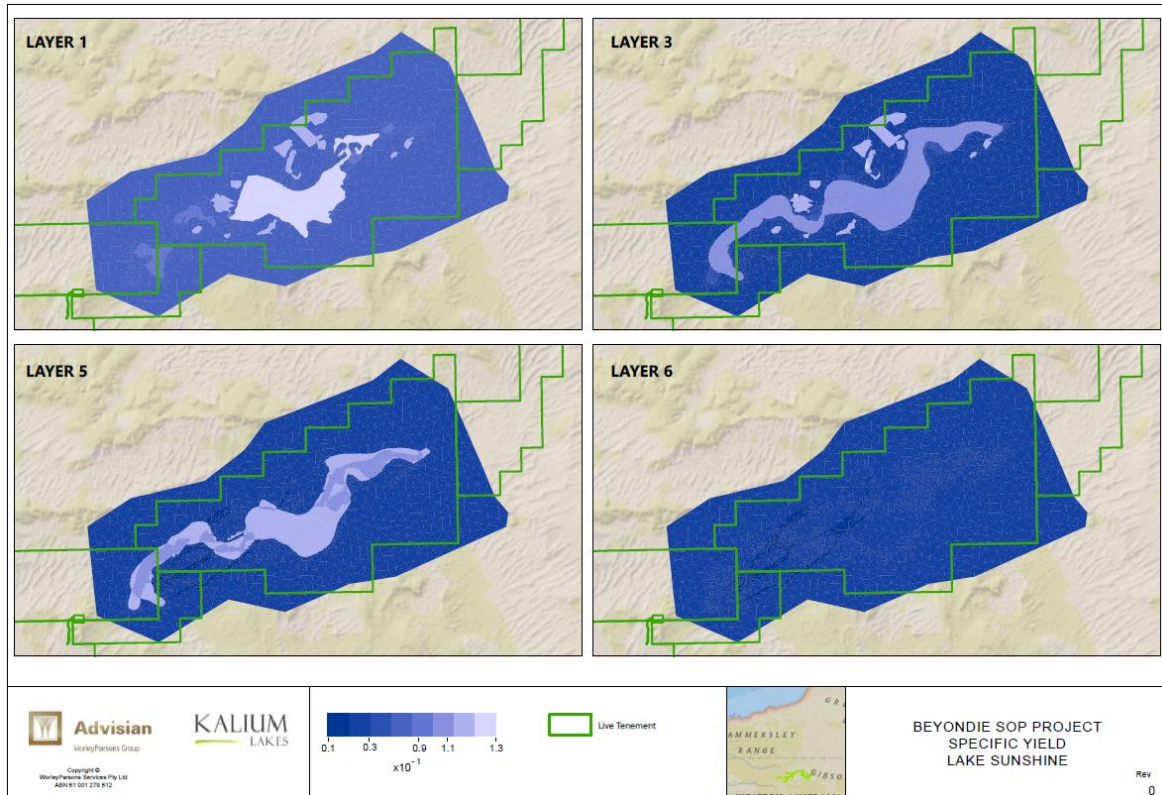 LAYER 1
LAYER 3
LAYER 5
LAYER 6
Advisian
WorleyParsons Group
Copyright ©
WorleyParsons Services Pty Ltd
ABN 61 001 279 812
KALIUM
LAKES
0.1 0.3 0.9 1.1 1.3
x10⁻¹
Live Tenement
AMMERSLEY
RANGE
GIBSO
BEYONDIE SOP PROJECT
SPECIFIC YIELD
LAKE SUNSHINE
Rev
0